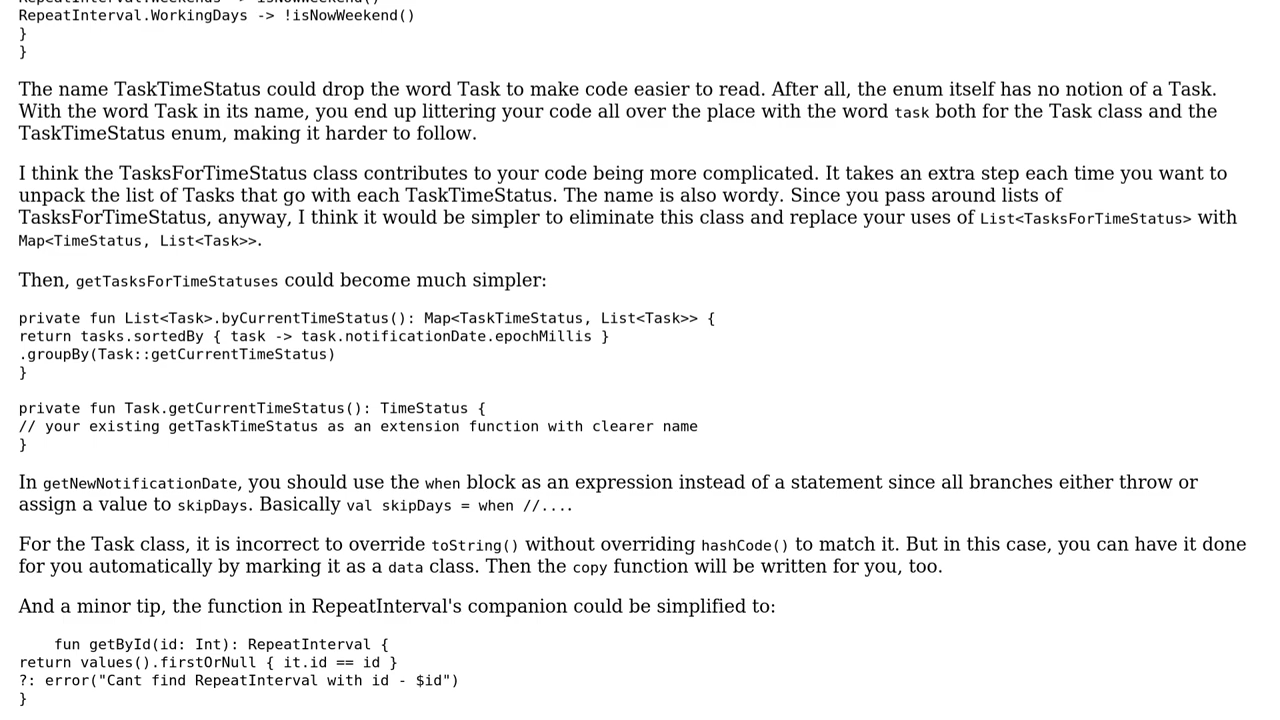 RepeatInterval.Weekends -> isNowWeekend()
RepeatInterval.WorkingDays -> !isNowWeekend()
}
}
The name TaskTimeStatus could drop the word Task to make code easier to read. After all, the enum itself has no notion of a Task.
With the word Task in its name, you end up littering your code all over the place with the word task both for the Task class and the
TaskTimeStatus enum, making it harder to follow.
I think the TasksForTimeStatus class contributes to your code being more complicated. It takes an extra step each time you want to
unpack the list of Tasks that go with each TaskTimeStatus. The name is also wordy. Since you pass around lists of
TasksForTimeStatus, anyway, I think it would be simpler to eliminate this class and replace your uses of List<TasksForTimeStatus> with
Map<TimeStatus, List<Task>>.
Then, getTasksForTimeStatuses could become much simpler:
private fun List<Task>.byCurrentTimeStatus(): Map<TaskTimeStatus, List<Task>> {
return tasks.sortedBy { task -> task.notificationDate.epochMillis }
.groupBy(Task::getCurrentTimeStatus)
}
private fun Task.getCurrentTimeStatus(): TimeStatus {
// your existing getTaskTimeStatus as an extension function with clearer name
}
In getNewNotificationDate, you should use the when block as an expression instead of a statement since all branches either throw or
assign a value to skipDays. Basically val skipDays = when //....
For the Task class, it is incorrect to override toString() without overriding hashCode() to match it. But in this case, you can have it done
for you automatically by marking it as a data class. Then the copy function will be written for you, too.
And a minor tip, the function in RepeatInterval's companion could be simplified to:
fun getById(id: Int): RepeatInterval {
return values().firstOrNull { it.id == id }
?: error("Cant find RepeatInterval with id - $id")
}